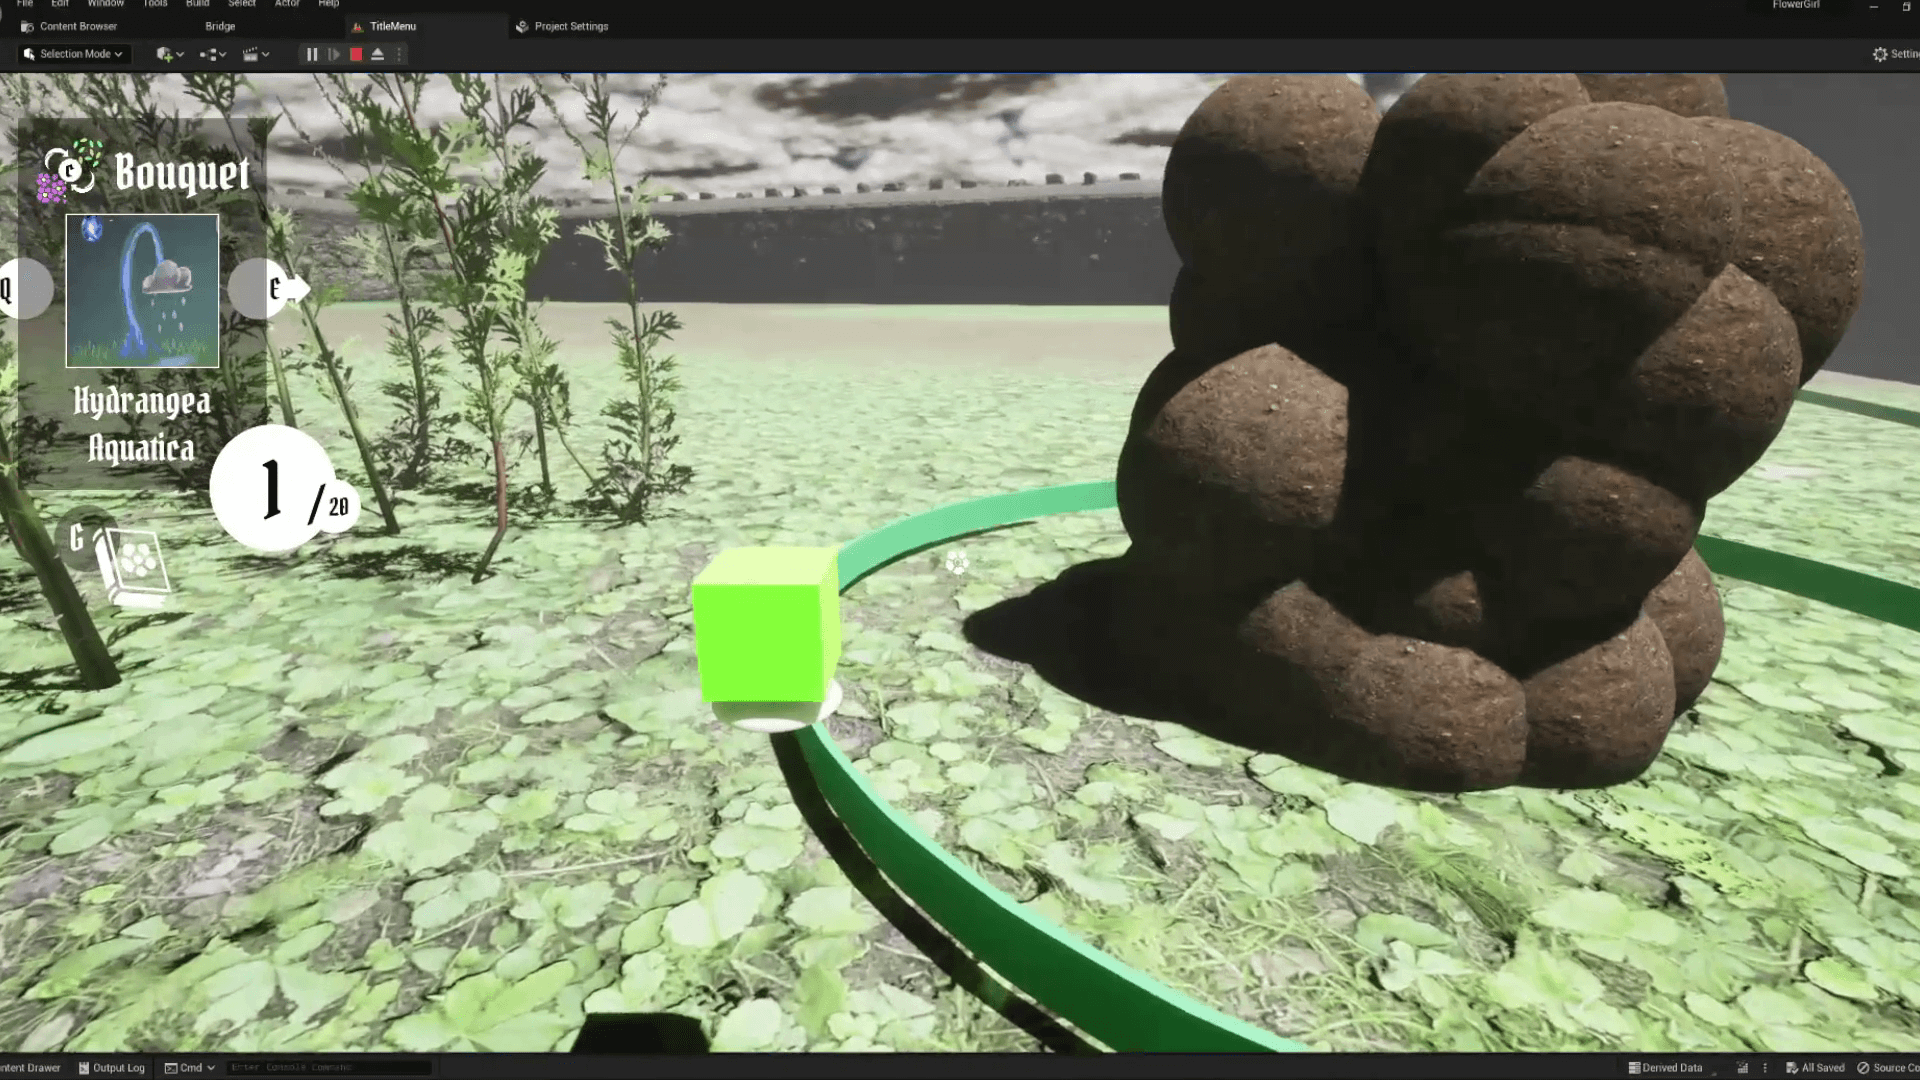 File Edit Window Tools Build Select Actor Help
FlowerGirl
Content Browser
Bridge
TitleMenu
Project Settings
Selection Mode
Settin
Bouquet
Q
E
Hydrangea
Aquatica
1 / 20
G
ntent Drawer
Output Log
Cmd
Enter Console Command
Derived Data
All Saved
Source Co